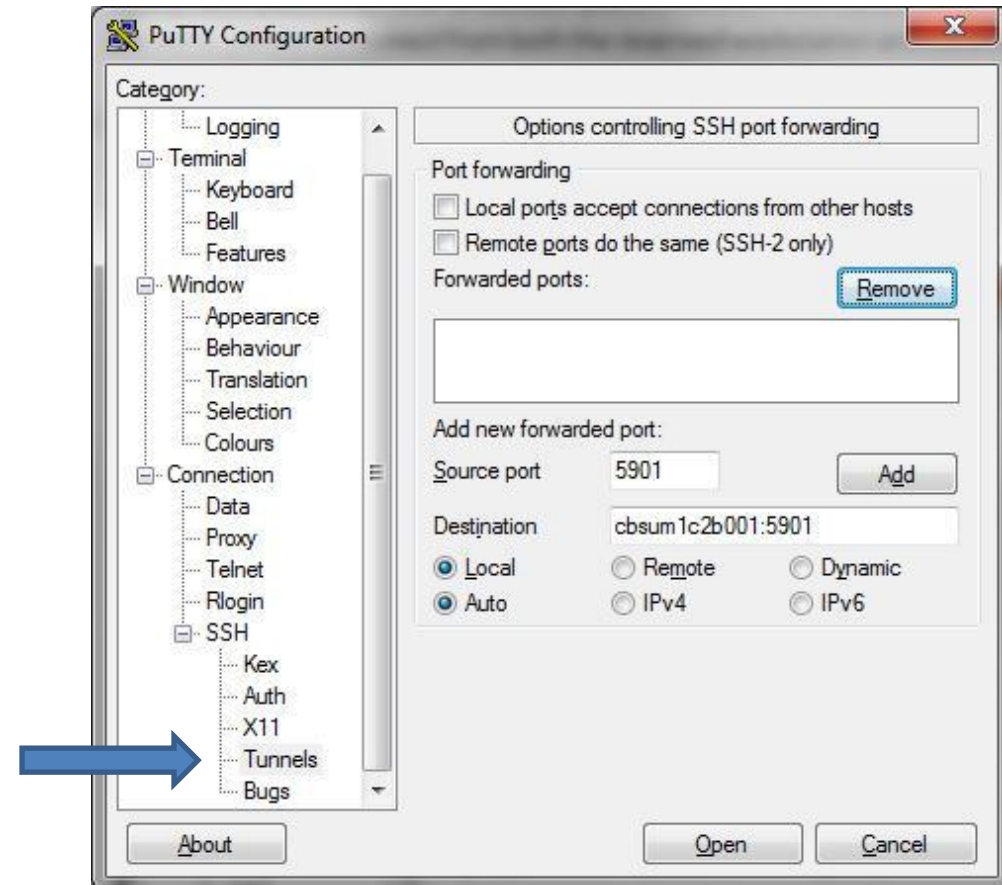 PuTTY Configuration
Category:
Logging
Terminal
Keyboard
Bell
Features
Window
Appearance
Behaviour
Translation
Selection
Colours
Connection
Data
Proxy
Telnet
Rlogin
SSH
Kex
Auth
X11
Tunnels
Bugs
Options controlling SSH port forwarding
Port forwarding
Local ports accept connections from other hosts
Remote ports do the same (SSH-2 only)
Forwarded ports:
Remove
Add new forwarded port:
Source port 5901 Add
Destination cbsum1c2b001:5901
Local Remote Dynamic
Auto IPv4 IPv6
About Open Cancel